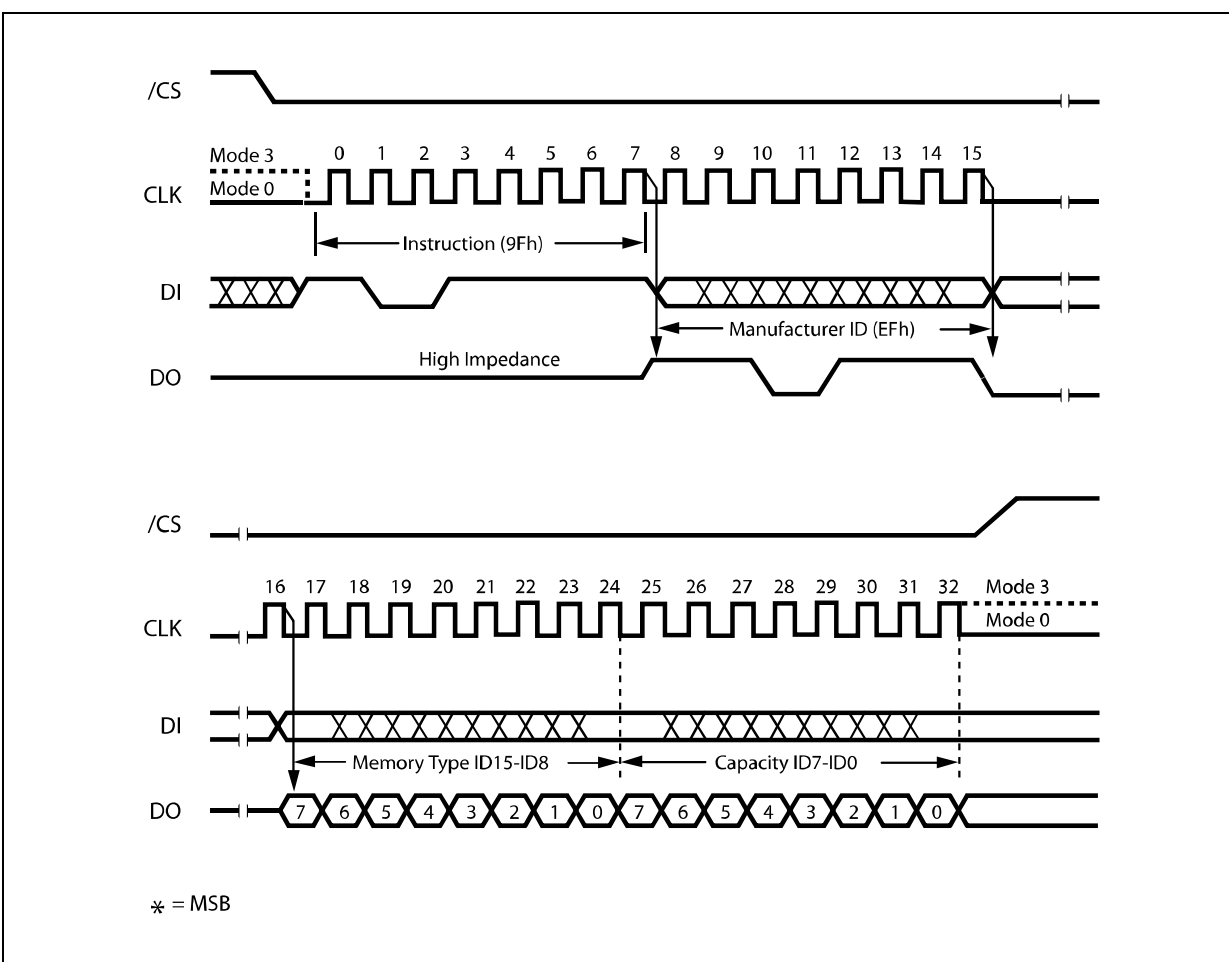 /CS
Mode 3
0 1 2 3 4 5 6 7 8 9 10 11 12 13 14 15
Mode 0
CLK
Instruction (9Fh)
DI
Manufacturer ID (EFh)
High Impedance
DO
/CS
16 17 18 19 20 21 22 23 24 25 26 27 28 29 30 31 32
Mode 3
CLK
Mode 0
DI
Memory Type ID15-ID8
Capacity ID7-ID0
DO
7 6 5 4 3 2 1 0 7 6 5 4 3 2 1 0
* = MSB